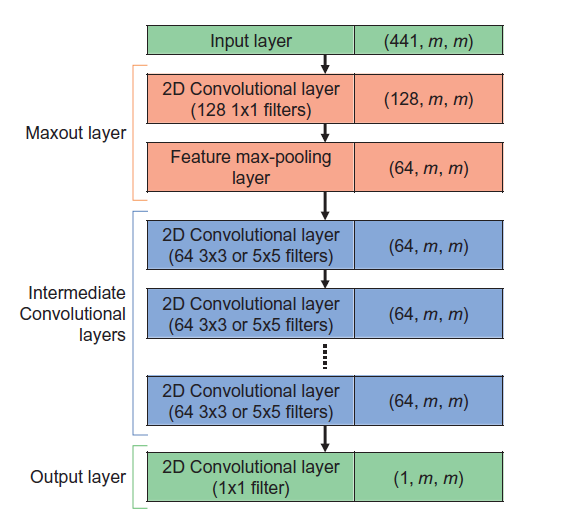 Input layer
(441, m, m)
Maxout layer
2D Convolutional layer
(128 1x1 filters)
(128, m, m)
Feature max-pooling
layer
(64, m, m)
Intermediate
Convolutional
layers
2D Convolutional layer
(64 3x3 or 5x5 filters)
(64, m, m)
2D Convolutional layer
(64 3x3 or 5x5 filters)
(64, m, m)
2D Convolutional layer
(64 3x3 or 5x5 filters)
(64, m, m)
Output layer
2D Convolutional layer
(1x1 filter)
(1, m, m)